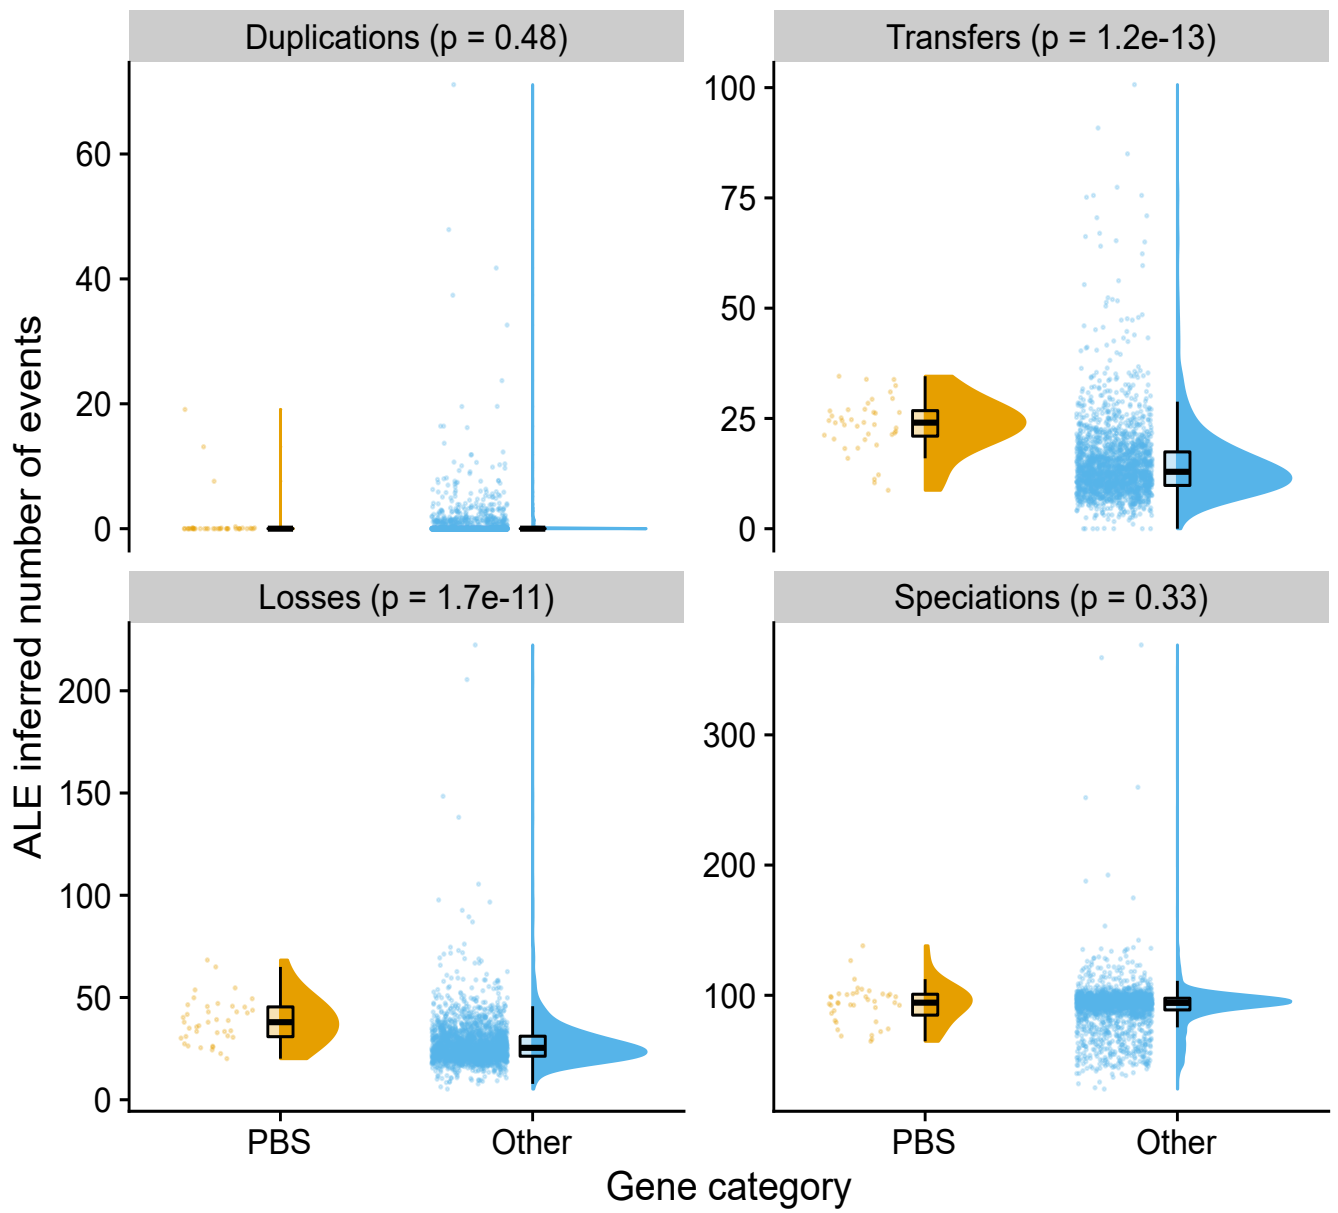 Duplications (p = 0.48)
Transfers (p = 1.2e-13)
60
40
20
0
100
75
50
25
0
Losses (p = 1.7e-11)
Speciations (p = 0.33)
200
150
100
50
0
300
200
100
PBS
Other
PBS
Other
Gene category
ALE inferred number of events